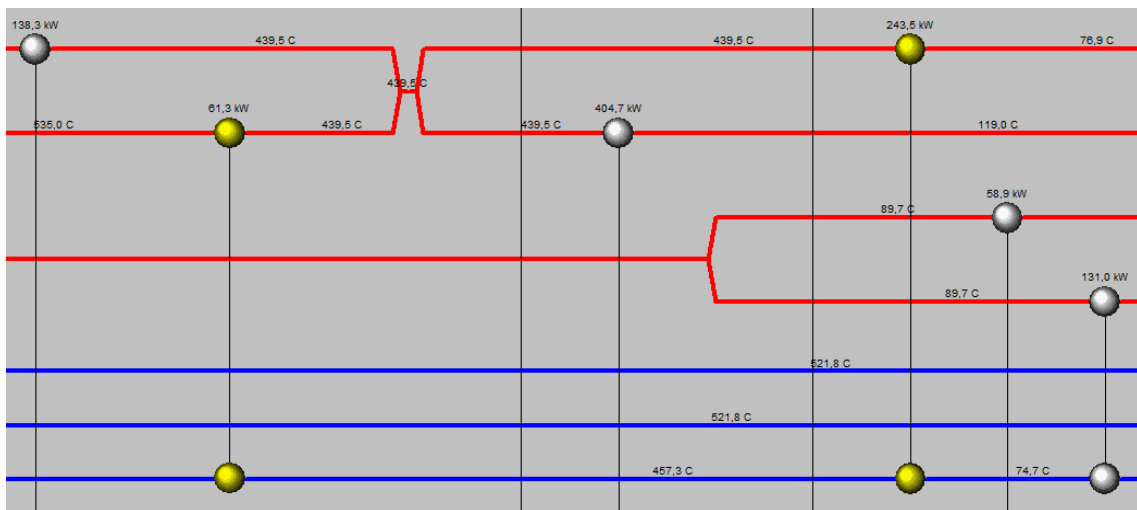 138,3 kW
243,5 kW
439,5 C
439,5 C
76,9 C
439,5 C
61,3 kW
404,7 kW
535,0 C
439,5 C
439,5 C
119,0 C
58,9 kW
89,7 C
131,0 kW
89,7 C
521,8 C
521,8 C
457,3 C
74,7 C